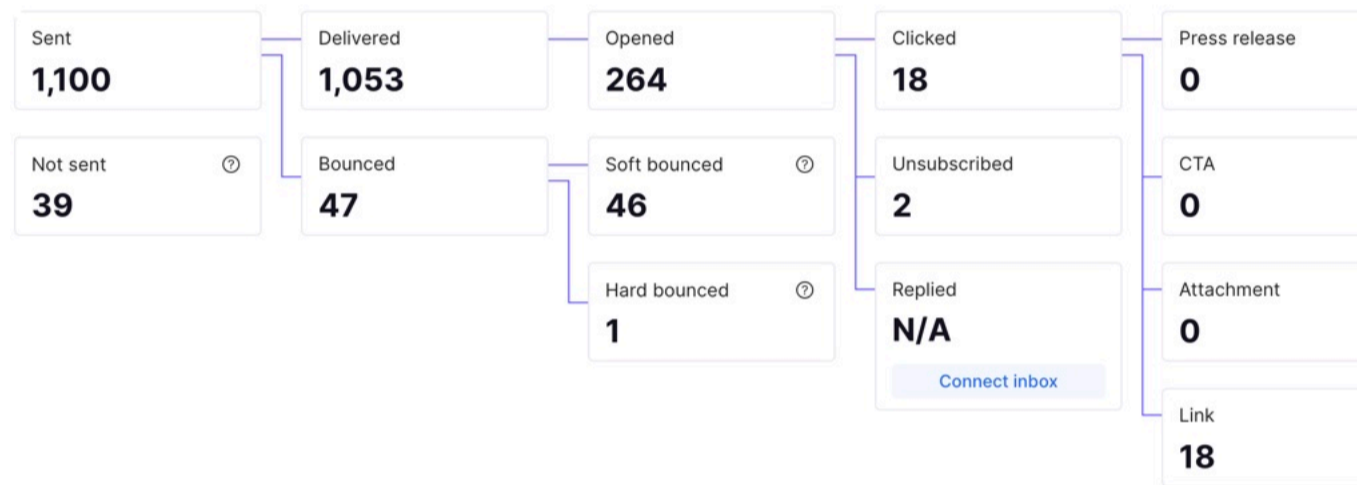 Sent
1,100
Delivered
1,053
Opened
264
Clicked
18
Press release
0
Not sent
39
Bounced
47
Soft bounced
46
Unsubscribed
2
CTA
0
Hard bounced
1
Replied
N/A
Connect inbox
Attachment
0
Link
18